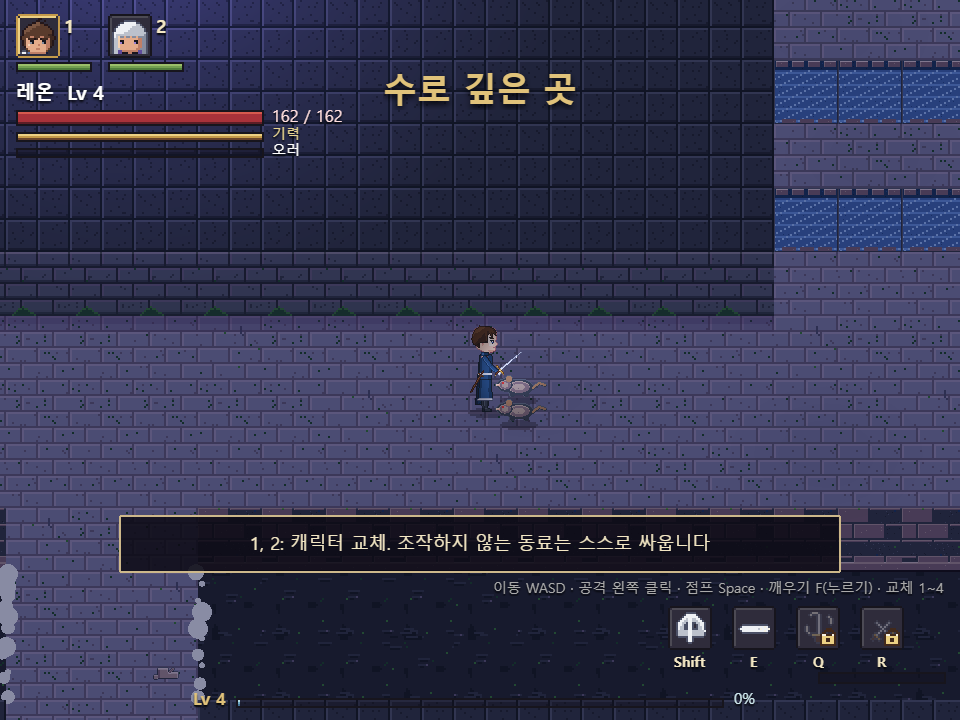 1
2
레온 Lv 4
162 / 162
기력
오러
수로 깊은 곳
1, 2: 캐릭터 교체. 조작하지 않는 동료는 스스로 싸웁니다
이동 WASD · 공격 왼쪽 클릭 · 점프 Space · 깨우기 F(누르기) · 교체 1~4
Shift E Q R
Lv 4 0%